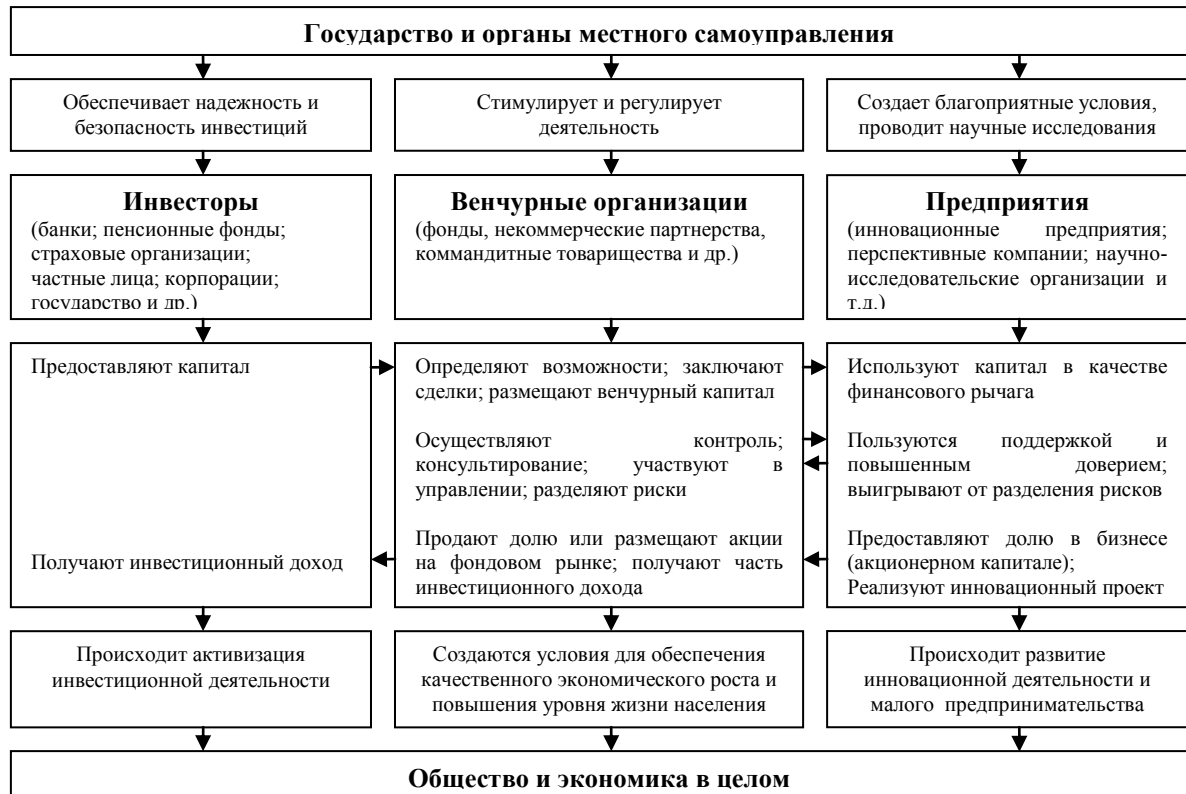 Государство и органы местного самоуправления
Обеспечивает надежность и
безопасность инвестиций
Стимулирует и регулирует
деятельность
Создает благоприятные условия,
проводит научные исследования
Инвесторы
(банки; пенсионные фонды;
страховые организации;
частные лица; корпорации;
государство и др.)
Венчурные организации
(фонды, некоммерческие партнерства,
коммандитные товарищества и др.)
Предприятия
(инновационные предприятия;
перспективные компании; научно-
исследовательские организации и
т.д.)
Предоставляют капитал
Получают инвестиционный доход
Определяют возможности; заключают
сделки; размещают венчурный капитал
Осуществляют контроль;
консультирование; участвуют в
управлении; разделяют риски
Продают долю или размещают акции
на фондовом рынке; получают часть
инвестиционного дохода
Используют капитал в качестве
финансового рычага
Пользуются поддержкой и
повышенным доверием;
выигрывают от разделения рисков
Предоставляют долю в бизнесе
(акционерном капитале);
Реализуют инновационный проект
Происходит активизация
инвестиционной деятельности
Создаются условия для обеспечения
качественного экономического роста и
повышения уровня жизни населения
Происходит развитие
инновационной деятельности и
малого предпринимательства
Общество и экономика в целом